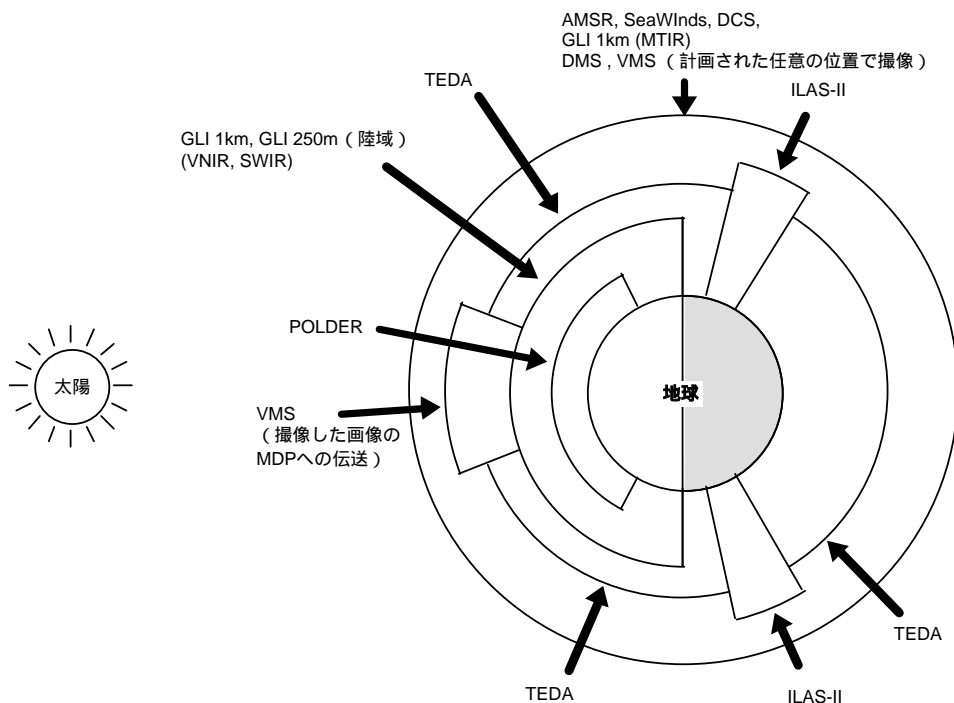 AMSR, SeaWInds, DCS,
GLI 1km (MTIR)
DMS , VMS （ 計画された任意の位置で撮像 ）
TEDA
ILAS-II
GLI 1km, GLI 250m （ 陸域 ）
(VNIR, SWIR)
POLDER
太陽
地球
VMS
（ 撮像した画像の
MDPへの伝送 ）
TEDA
TEDA
ILAS-II